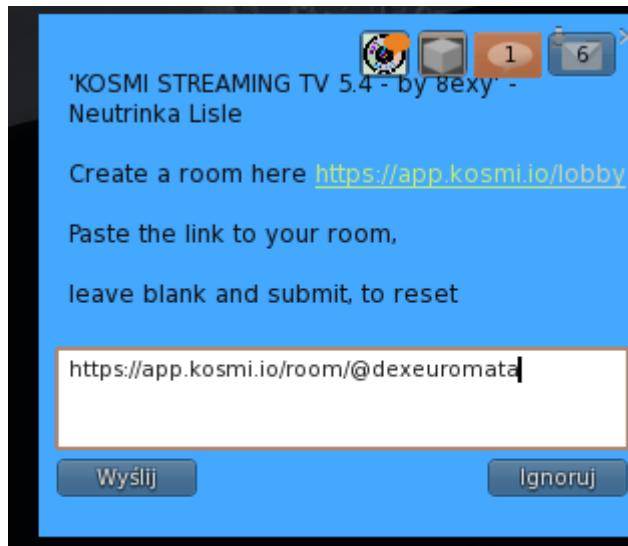 1
6
'KOSMI STREAMING TV 5.4 - by 8exy' -
Neutrinka Lisle
Create a room here https://app.kosmi.io/lobby
Paste the link to your room,
leave blank and submit, to reset
https://app.kosmi.io/room/@dexeuromata
Wyślij
Ignoruj